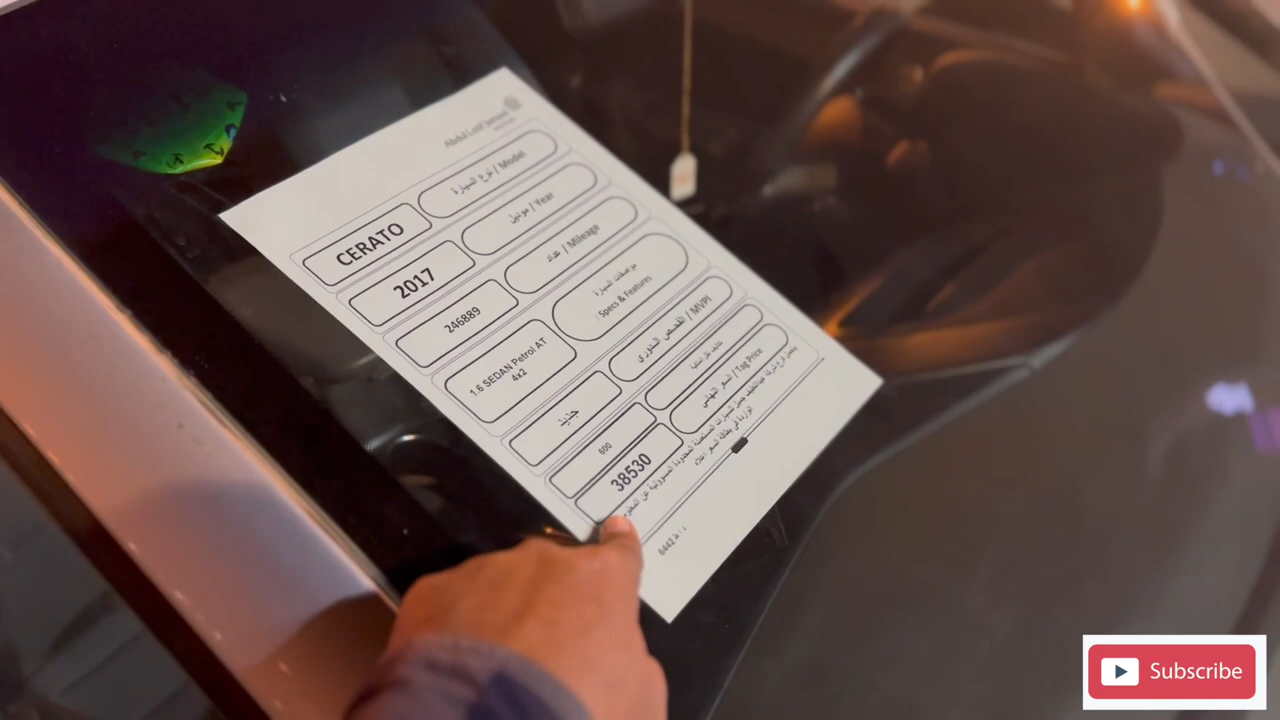 Abdul Latif Jameel
CERATO
نوع السيارة / Model
2017
موديل / Year
246889
عداد / Mileage
1.6 SEDAN Petrol AT
4x2
مواصفات السيارة
Specs & Features
جديد
الفحص الدوري / MVPI
600
38530
السعر النهائي / Tag Price
6442
Subscribe